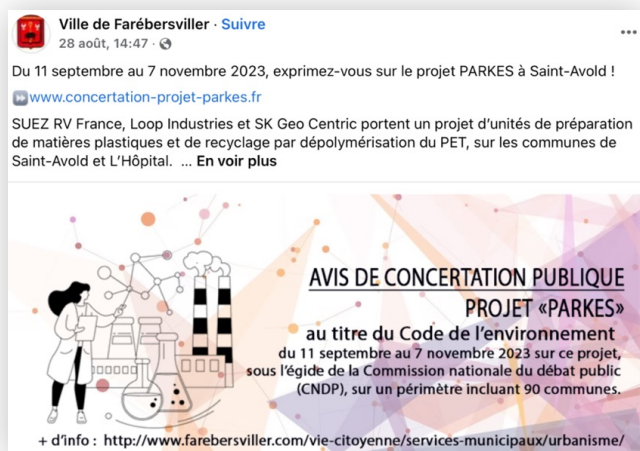 Ville de Farébersviller · Suivre
28 août, 14:47 ·
Du 11 septembre au 7 novembre 2023, exprimez-vous sur le projet PARKES à Saint-Avold !
www.concertation-projet-parkes.fr
SUEZ RV France, Loop Industries et SK Geo Centric portent un projet d'unités de préparation
de matières plastiques et de recyclage par dépolymérisation du PET, sur les communes de
Saint-Avold et L'Hôpital. ... En voir plus
AVIS DE CONCERTATION PUBLIQUE
PROJET «PARKES»
au titre du Code de l'environnement
du 11 septembre au 7 novembre 2023 sur ce projet,
sous l'égide de la Commission nationale du débat public
(CNDP), sur un périmètre incluant 90 communes.
+ d'info : http://www.farebersviller.com/vie-citoyenne/services-municipaux/urbanisme/